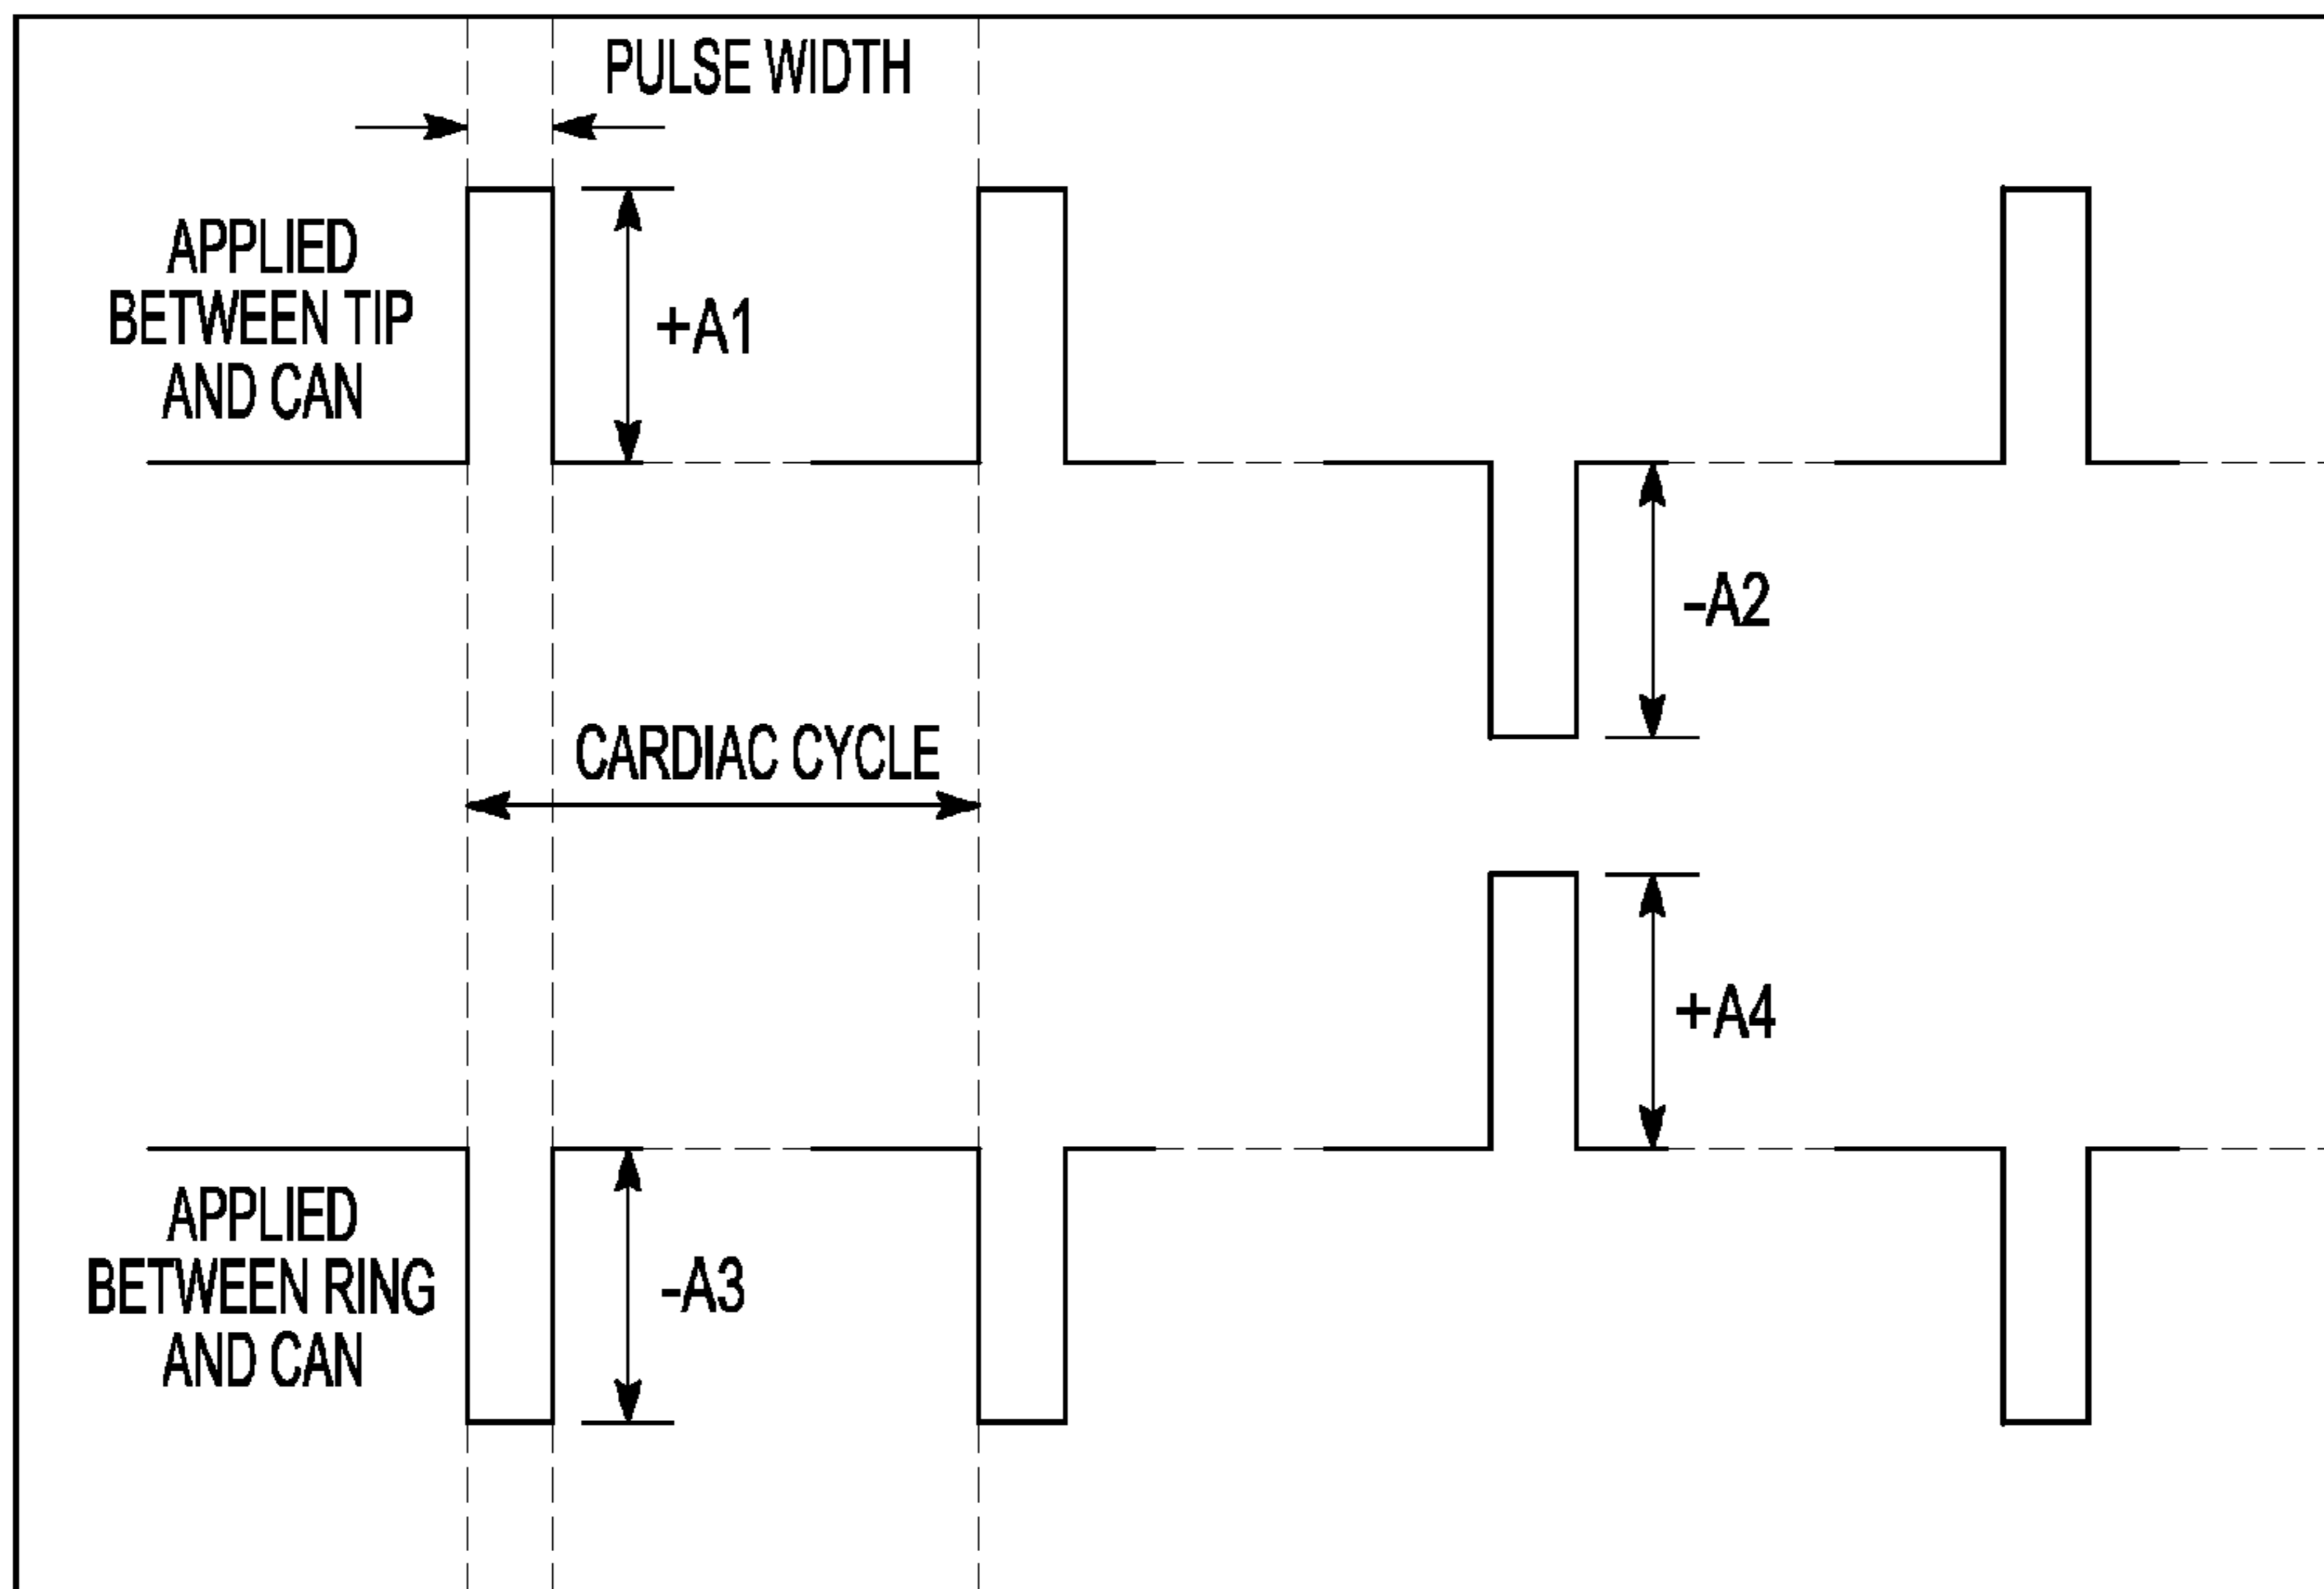 PULSE WIDTH
APPLIED
BETWEEN TIP
AND CAN
+A1
-A2
CARDIAC CYCLE
+A4
APPLIED
BETWEEN RING
AND CAN
-A3